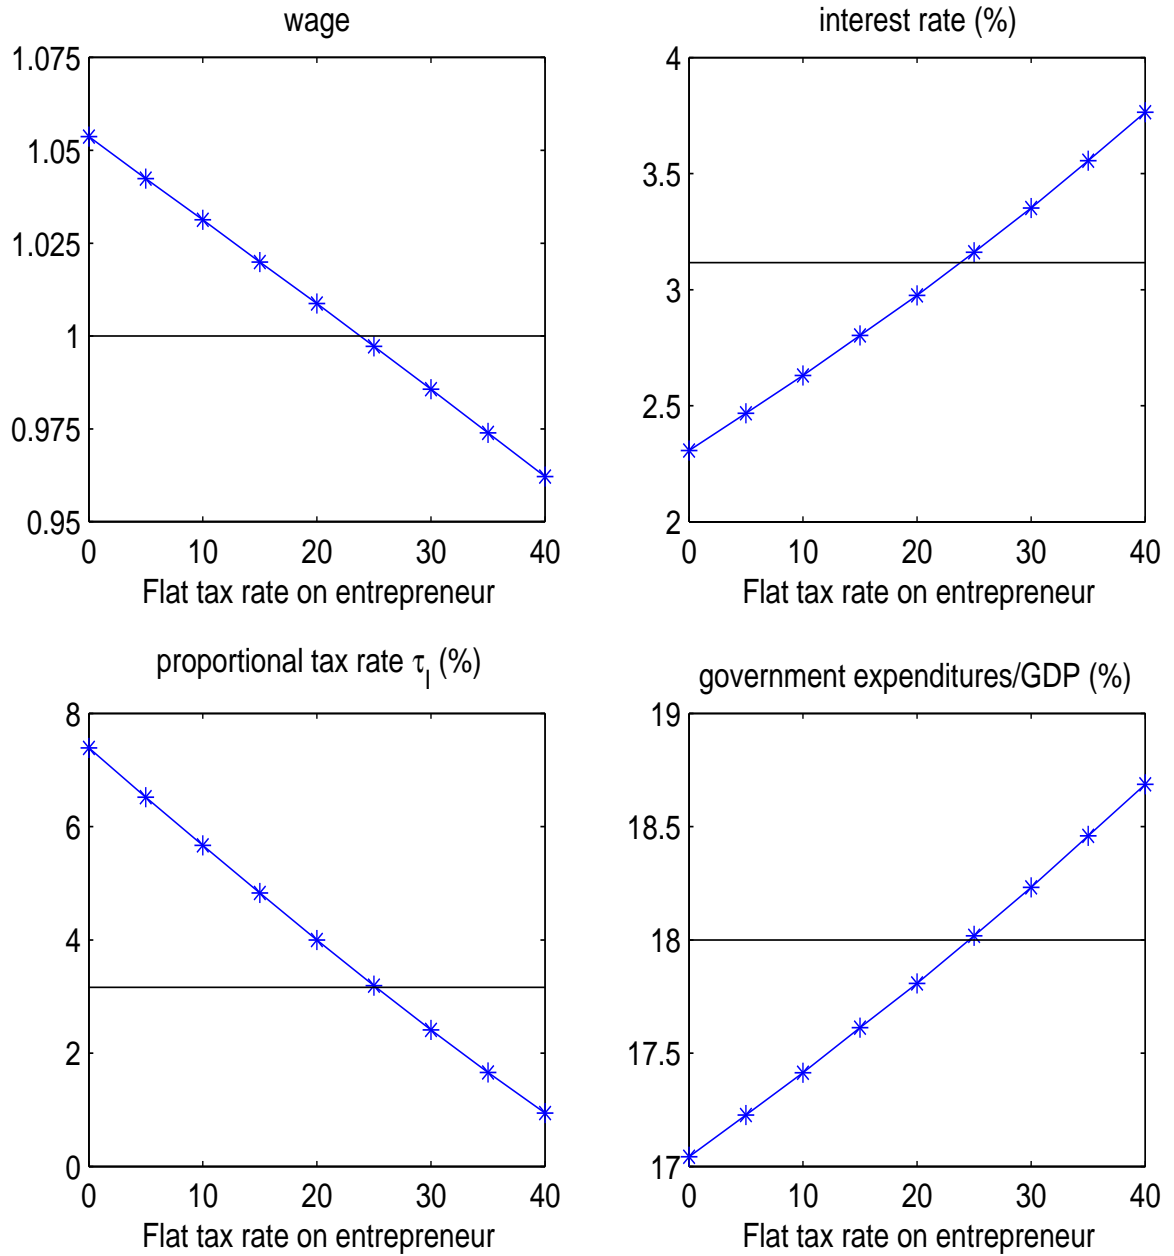 wage
1.075
1.05
1.025
1
0.975
0.95
0 10 20 30 40
Flat tax rate on entrepreneur
interest rate (%)
4
3.5
3
2.5
2
0 10 20 30 40
Flat tax rate on entrepreneur
proportional tax rate τ_l (%)
8
6
4
2
0
0 10 20 30 40
Flat tax rate on entrepreneur
government expenditures/GDP (%)
19
18.5
18
17.5
17
0 10 20 30 40
Flat tax rate on entrepreneur